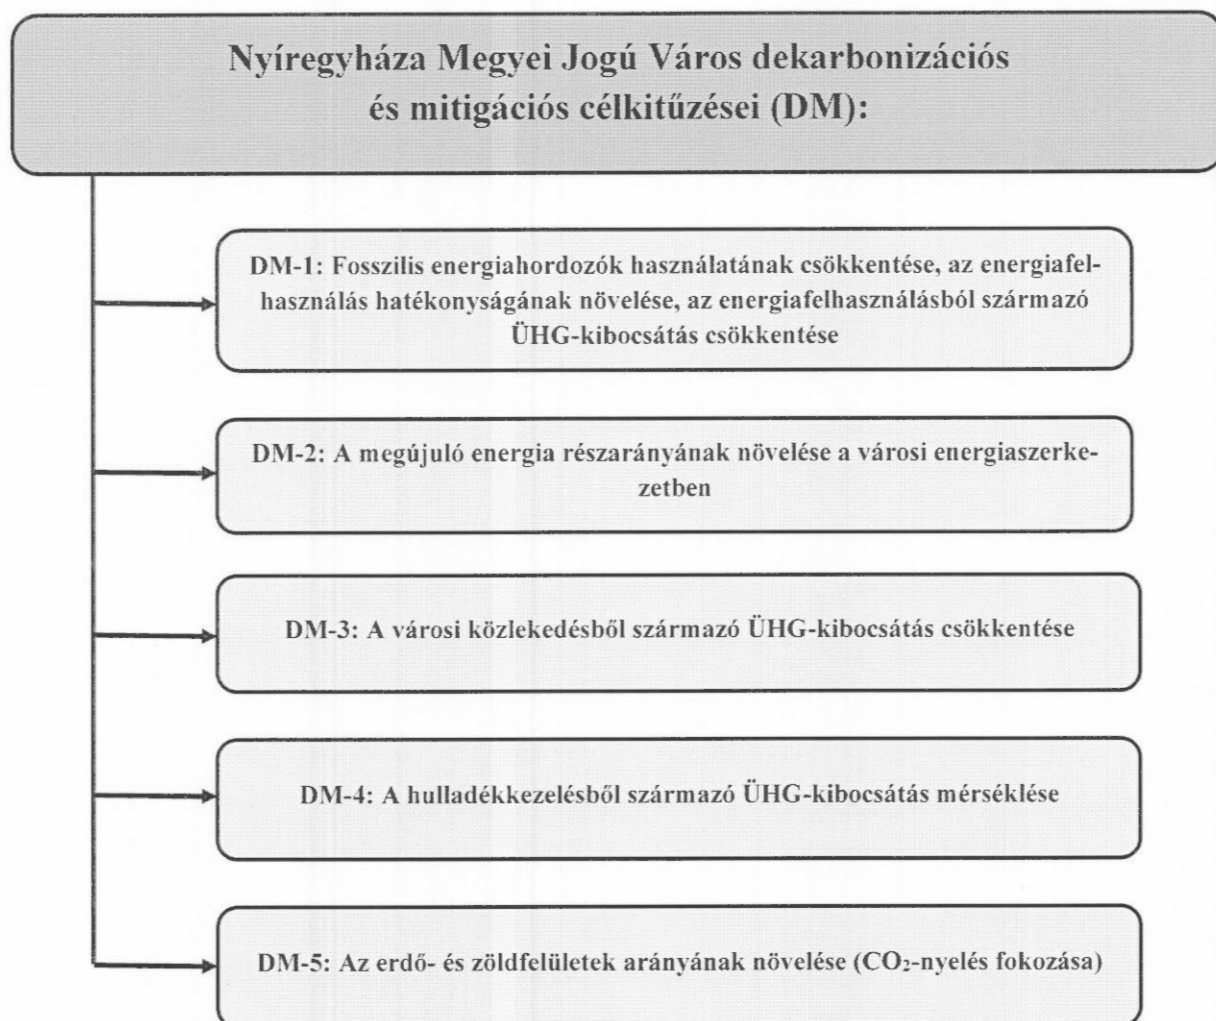 Nyíregyháza Megyei Jogú Város dekarbonizációs
és mitigációs célkitűzései (DM):
DM-1: Fosszilis energiahordozók használatának csökkentése, az energiafel-
használás hatékonyságának növelése, az energiafelhasználásból származó
ÜHG-kibocsátás csökkentése
DM-2: A megújuló energia részarányának növelése a városi energiaszerke-
zetben
DM-3: A városi közlekedésből származó ÜHG-kibocsátás csökkentése
DM-4: A hulladékkezelésből származó ÜHG-kibocsátás mérséklése
DM-5: Az erdő- és zöldfelületek arányának növelése (CO₂-nyelés fokozása)